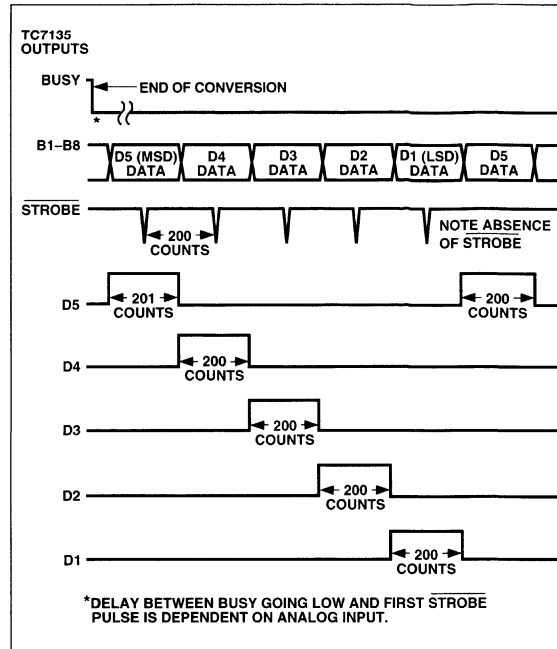 TC7135
OUTPUTS
BUSY
END OF CONVERSION
*
B1–B8
D5 (MSD)
DATA
D4
DATA
D3
DATA
D2
DATA
D1 (LSD)
DATA
D5
DATA
STROBE
200
COUNTS
NOTE ABSENCE
OF STROBE
D5
201
COUNTS
200
COUNTS
D4
200
COUNTS
D3
200
COUNTS
D2
200
COUNTS
D1
200
COUNTS
*DELAY BETWEEN BUSY GOING LOW AND FIRST STROBE
PULSE IS DEPENDENT ON ANALOG INPUT.